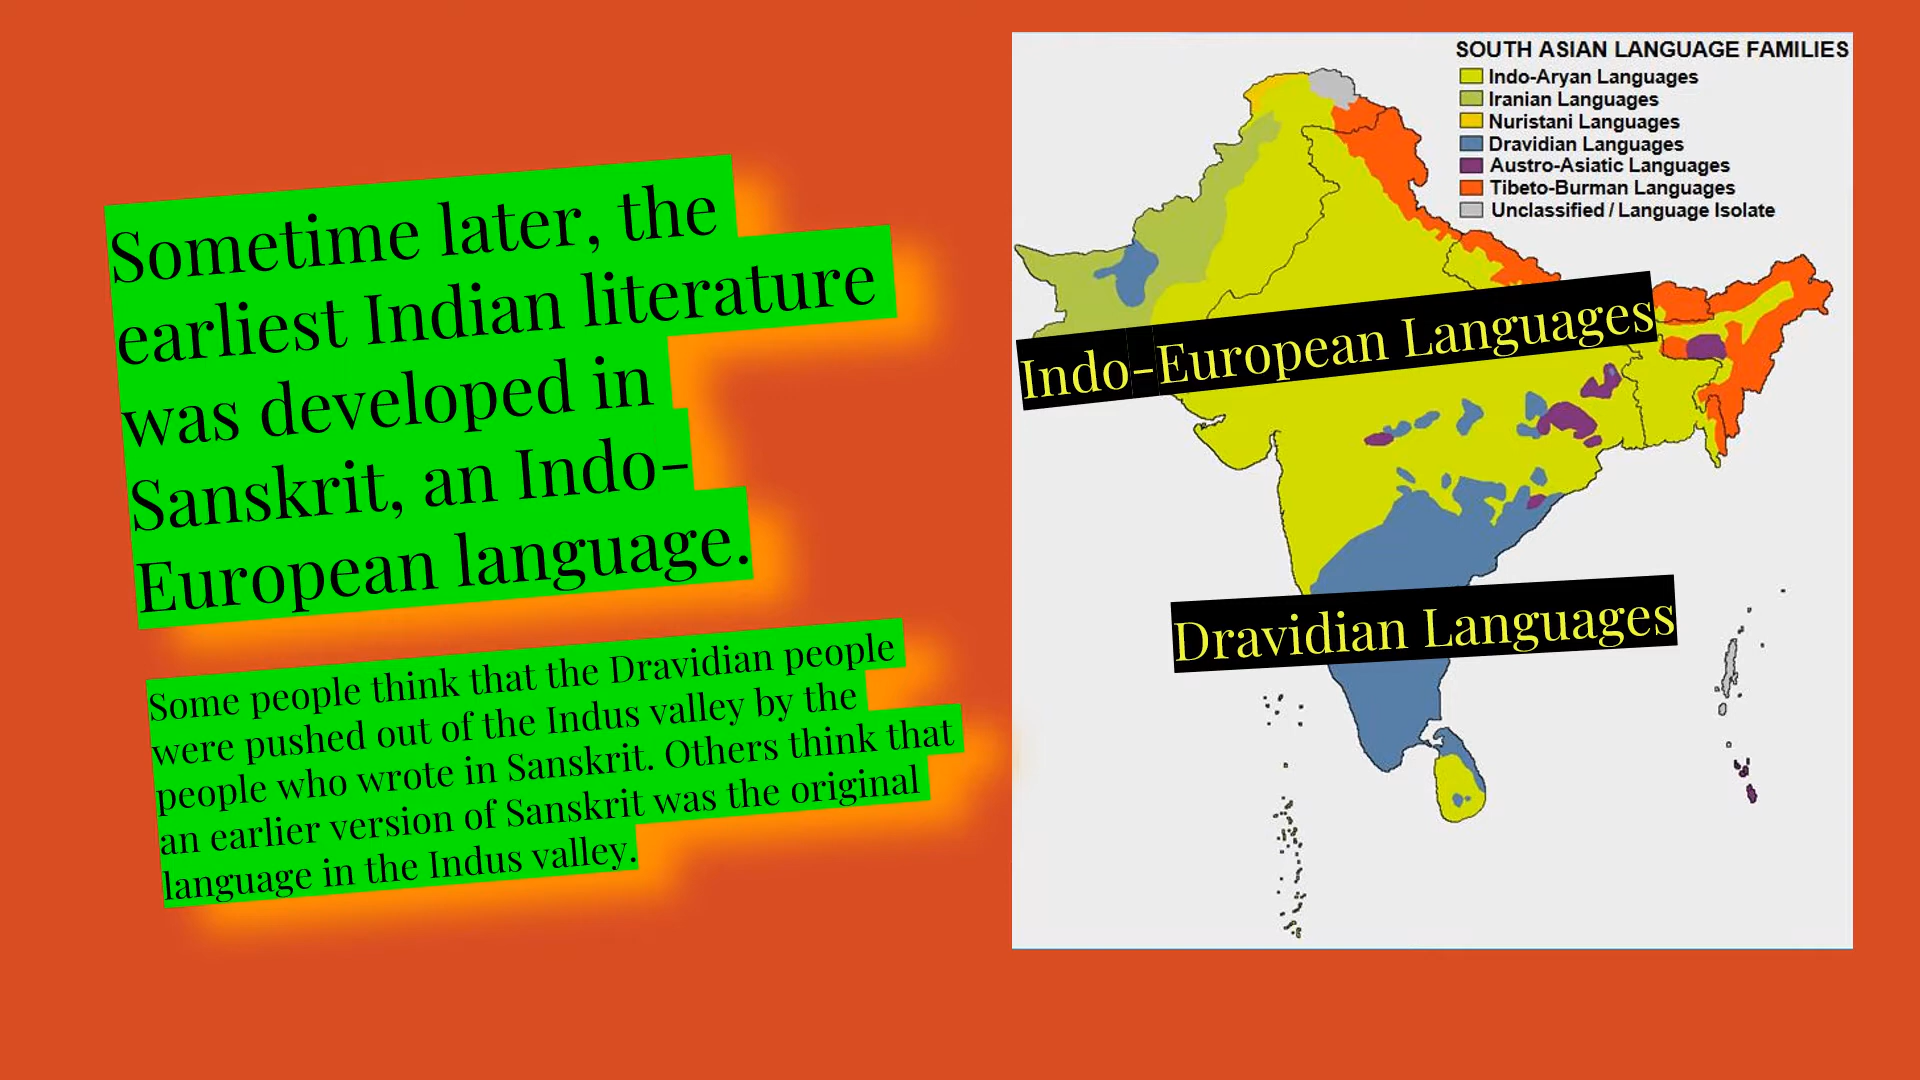 Sometime later, the
earliest Indian literature
was developed in
Sanskrit, an Indo-
European language.
Some people think that the Dravidian people
were pushed out of the Indus valley by the
people who wrote in Sanskrit. Others think that
an earlier version of Sanskrit was the original
language in the Indus valley.
SOUTH ASIAN LANGUAGE FAMILIES
Indo-Aryan Languages
Iranian Languages
Nuristani Languages
Dravidian Languages
Austro-Asiatic Languages
Tibeto-Burman Languages
Unclassified / Language Isolate
Indo-European Languages
Dravidian Languages